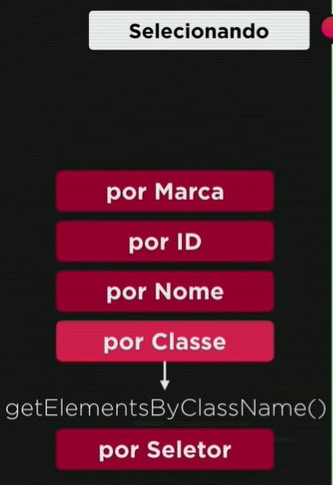 Selecionando
por Marca
por ID
por Nome
por Classe
getElementsByClassName()
por Seletor